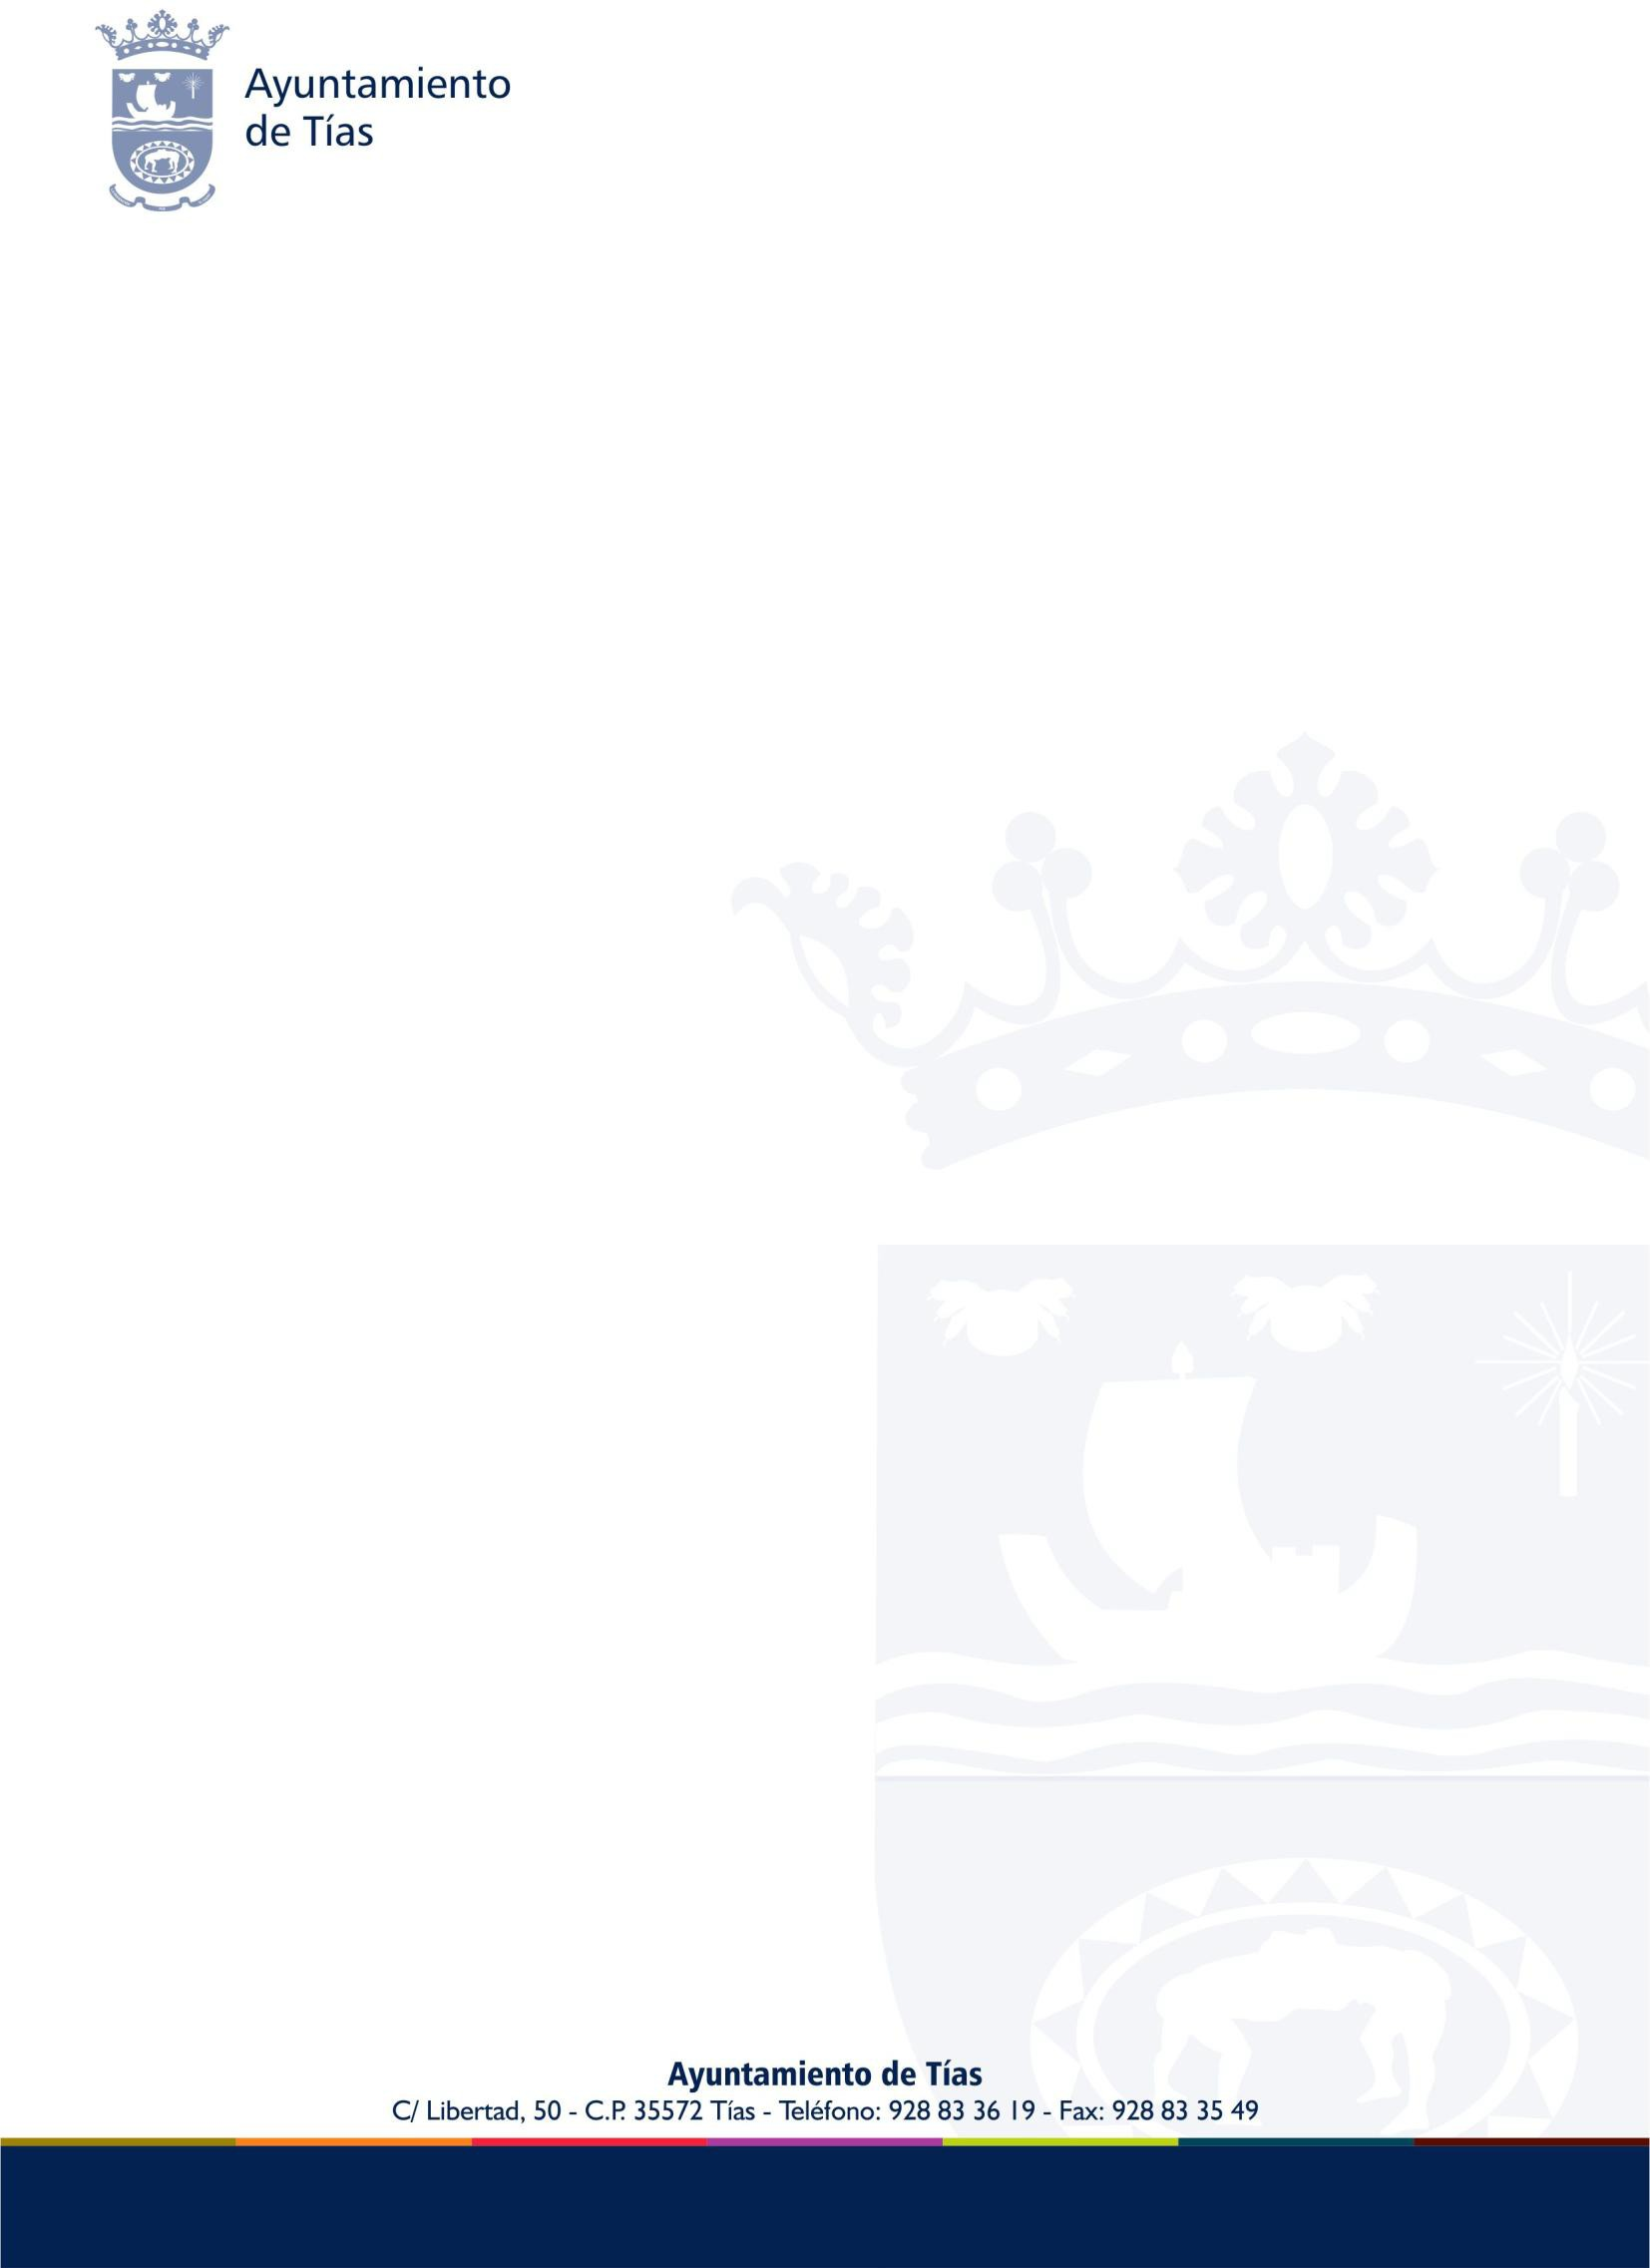 Ayuntamiento
de Tías
Ayuntamiento de Tías
C/ Libertad, 50 - C.P. 35572 Tías - Teléfono: 928 83 36 19 - Fax: 928 83 35 49